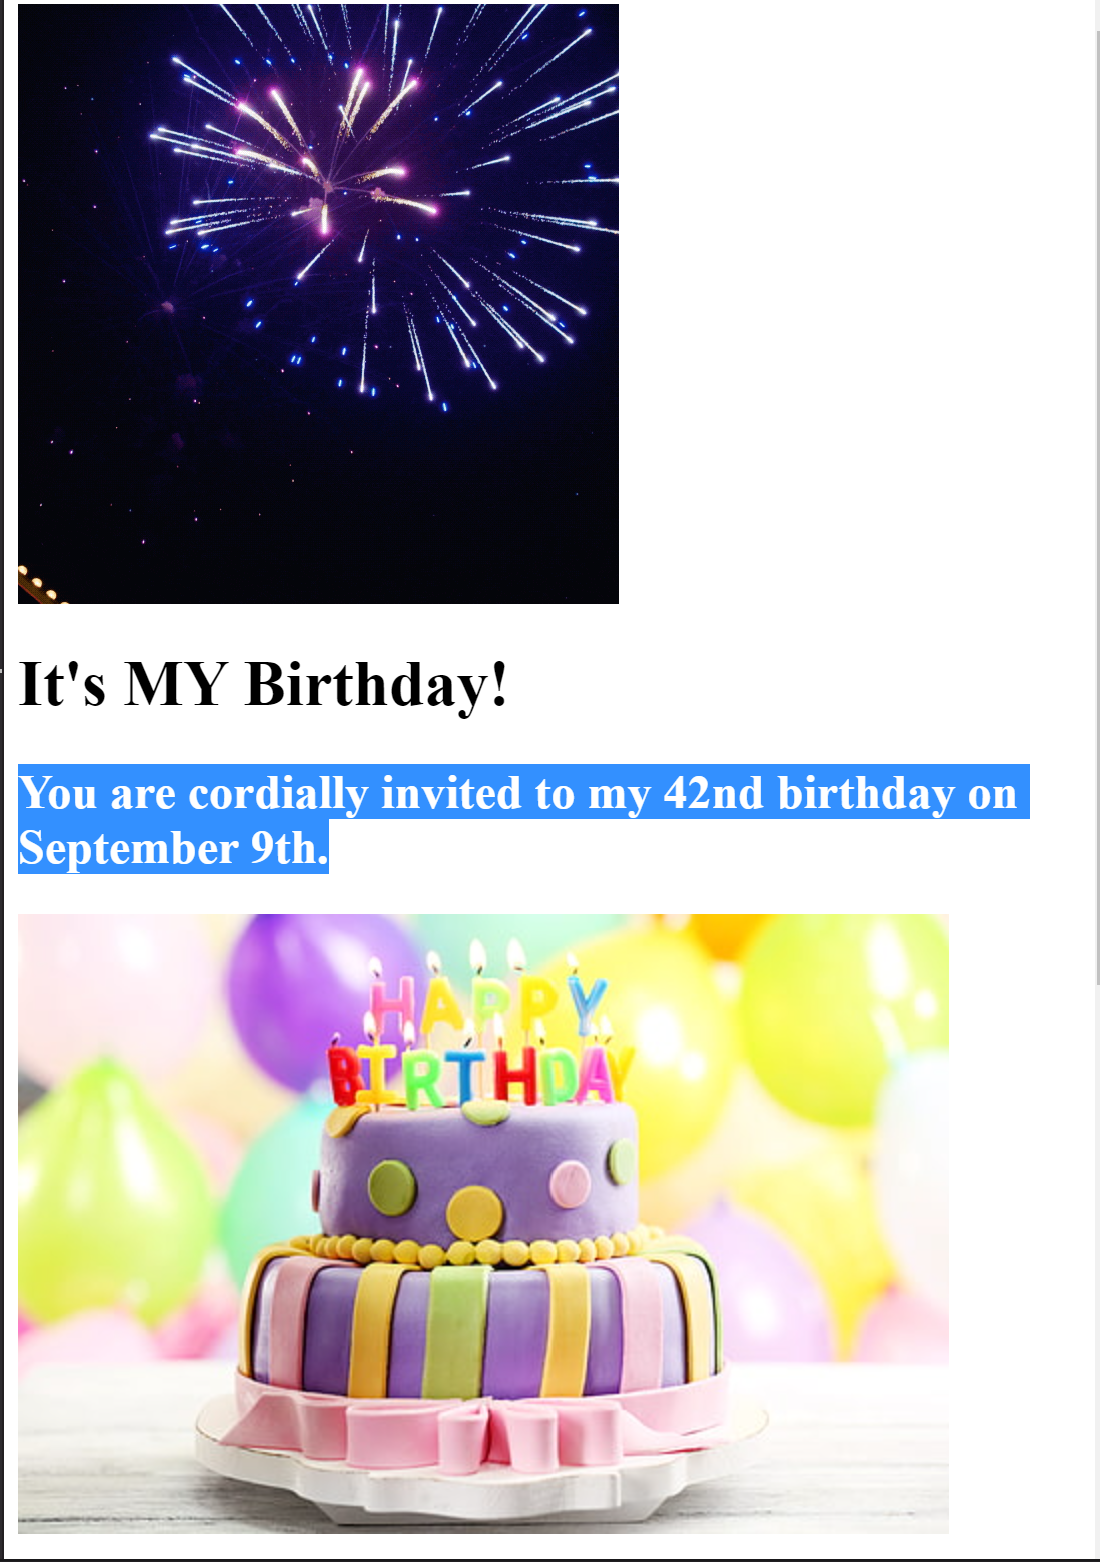 It's MY Birthday!
You are cordially invited to my 42nd birthday on
September 9th.
HAPPY
BIRTHDAY